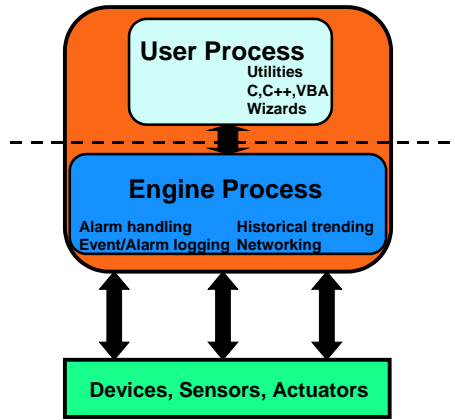 User Process
Utilities
C,C++,VBA
Wizards
Engine Process
Alarm handling
Historical trending
Event/Alarm logging
Networking
Devices, Sensors, Actuators